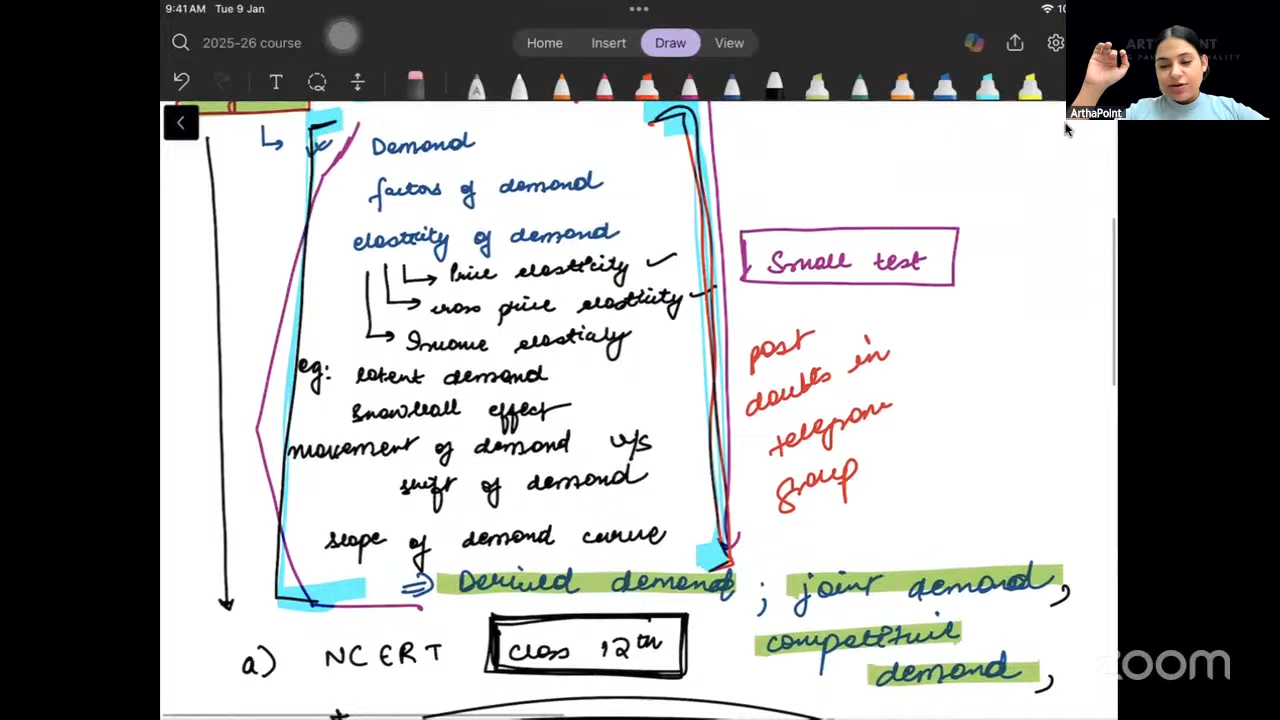 9:41 AM Tue 9 Jan
2025-26 course
Home Insert Draw View
ArthaPoint
Demand
factors of demand
elasticity of demand
Price elasticity
cross price elasticity
Income elasticity
eg: latent demand
snowball effect
movement of demand v/s
shift of demand
slope of demand curve
⇒ Derived demand ; joint demand,
competitive
demand,
a) NCERT class 12th
Small test
post
doubts in
telegram
group
zoom